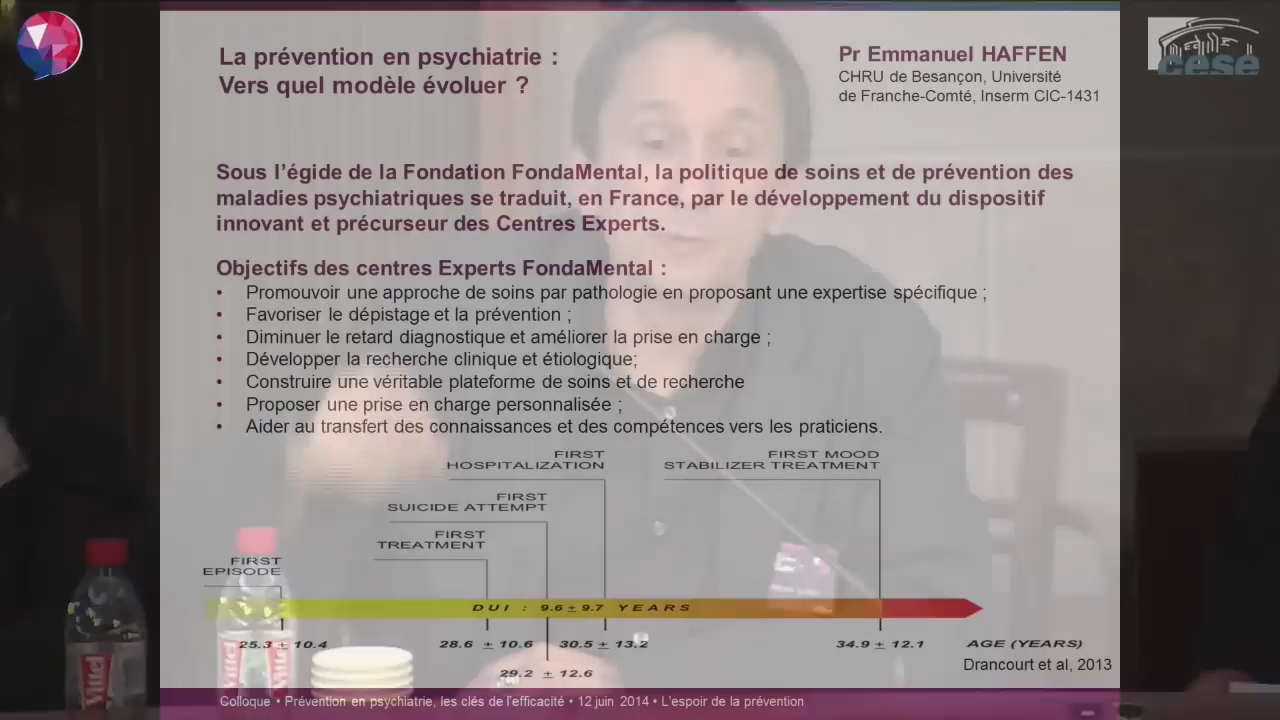 La prévention en psychiatrie :
Vers quel modèle évoluer ?
Pr Emmanuel HAFFEN
CHRU de Besançon, Université
de Franche-Comté, Inserm CIC-1431
cese
Sous l'égide de la Fondation FondaMental, la politique de soins et de prévention des
maladies psychiatriques se traduit, en France, par le développement du dispositif
innovant et précurseur des Centres Experts.
Objectifs des centres Experts FondaMental :
• Promouvoir une approche de soins par pathologie en proposant une expertise spécifique ;
• Favoriser le dépistage et la prévention ;
• Diminuer le retard diagnostique et améliorer la prise en charge ;
• Développer la recherche clinique et étiologique;
• Construire une véritable plateforme de soins et de recherche
• Proposer une prise en charge personnalisée ;
• Aider au transfert des connaissances et des compétences vers les praticiens.
FIRST
HOSPITALIZATION
FIRST MOOD
STABILIZER TREATMENT
FIRST
SUICIDE ATTEMPT
FIRST
TREATMENT
FIRST
EPISODE
DUI : 9.6 ± 9.7 YEARS
25.3 ± 10.4
28.6 ± 10.6
30.5 ± 13.2
34.9 ± 12.1
AGE (YEARS)
29.2 ± 12.6
Drancourt et al, 2013
Vittel
Vittel
Colloque • Prévention en psychiatrie, les clés de l'efficacité • 12 juin 2014 • L'espoir de la prévention